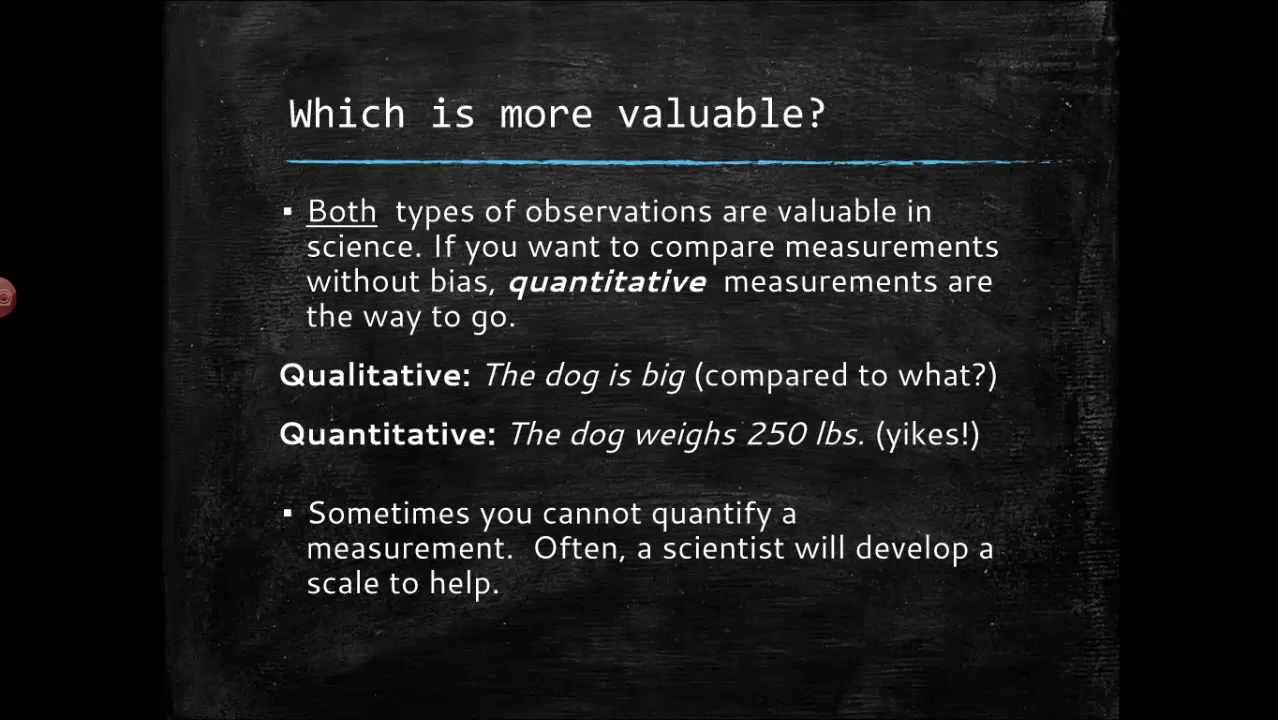 Which is more valuable?
▪ Both types of observations are valuable in
science. If you want to compare measurements
without bias, quantitative measurements are
the way to go.
Qualitative: The dog is big (compared to what?)
Quantitative: The dog weighs 250 lbs. (yikes!)
▪ Sometimes you cannot quantify a
measurement. Often, a scientist will develop a
scale to help.